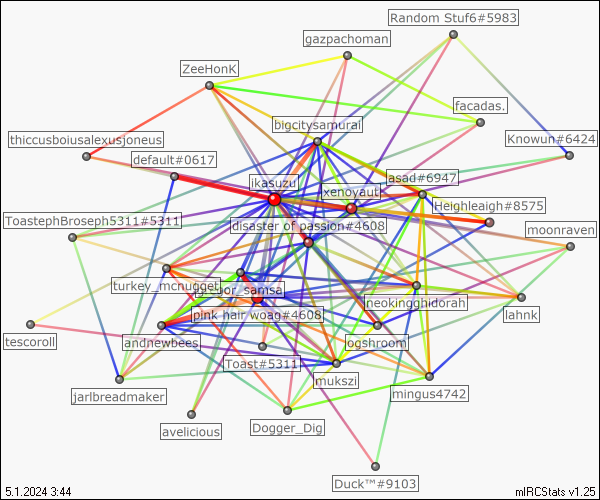 Random Stuf6#5983
gazpachoman
ZeeHonK
facadas.
bigcitysamurai
thiccusboiusalexusjoneus
Knowun#6424
default#0617
asad#6947
ikasuzu
xenoyaut
Heighleaigh#8575
ToastephBroseph5311#5311
disaster of passion#4608
moonraven
turkey_mcnugget
gregor_samsa
neokingghidorah
lahnk
pink hair woag#4608
andnewbees
ogshroom
tescoroll
Toast#5311
mukszi
mingus4742
jarlbreadmaker
avelicious
Dogger_Dig
Duck™#9103
5.1.2024 3:44
mIRCStats v1.25